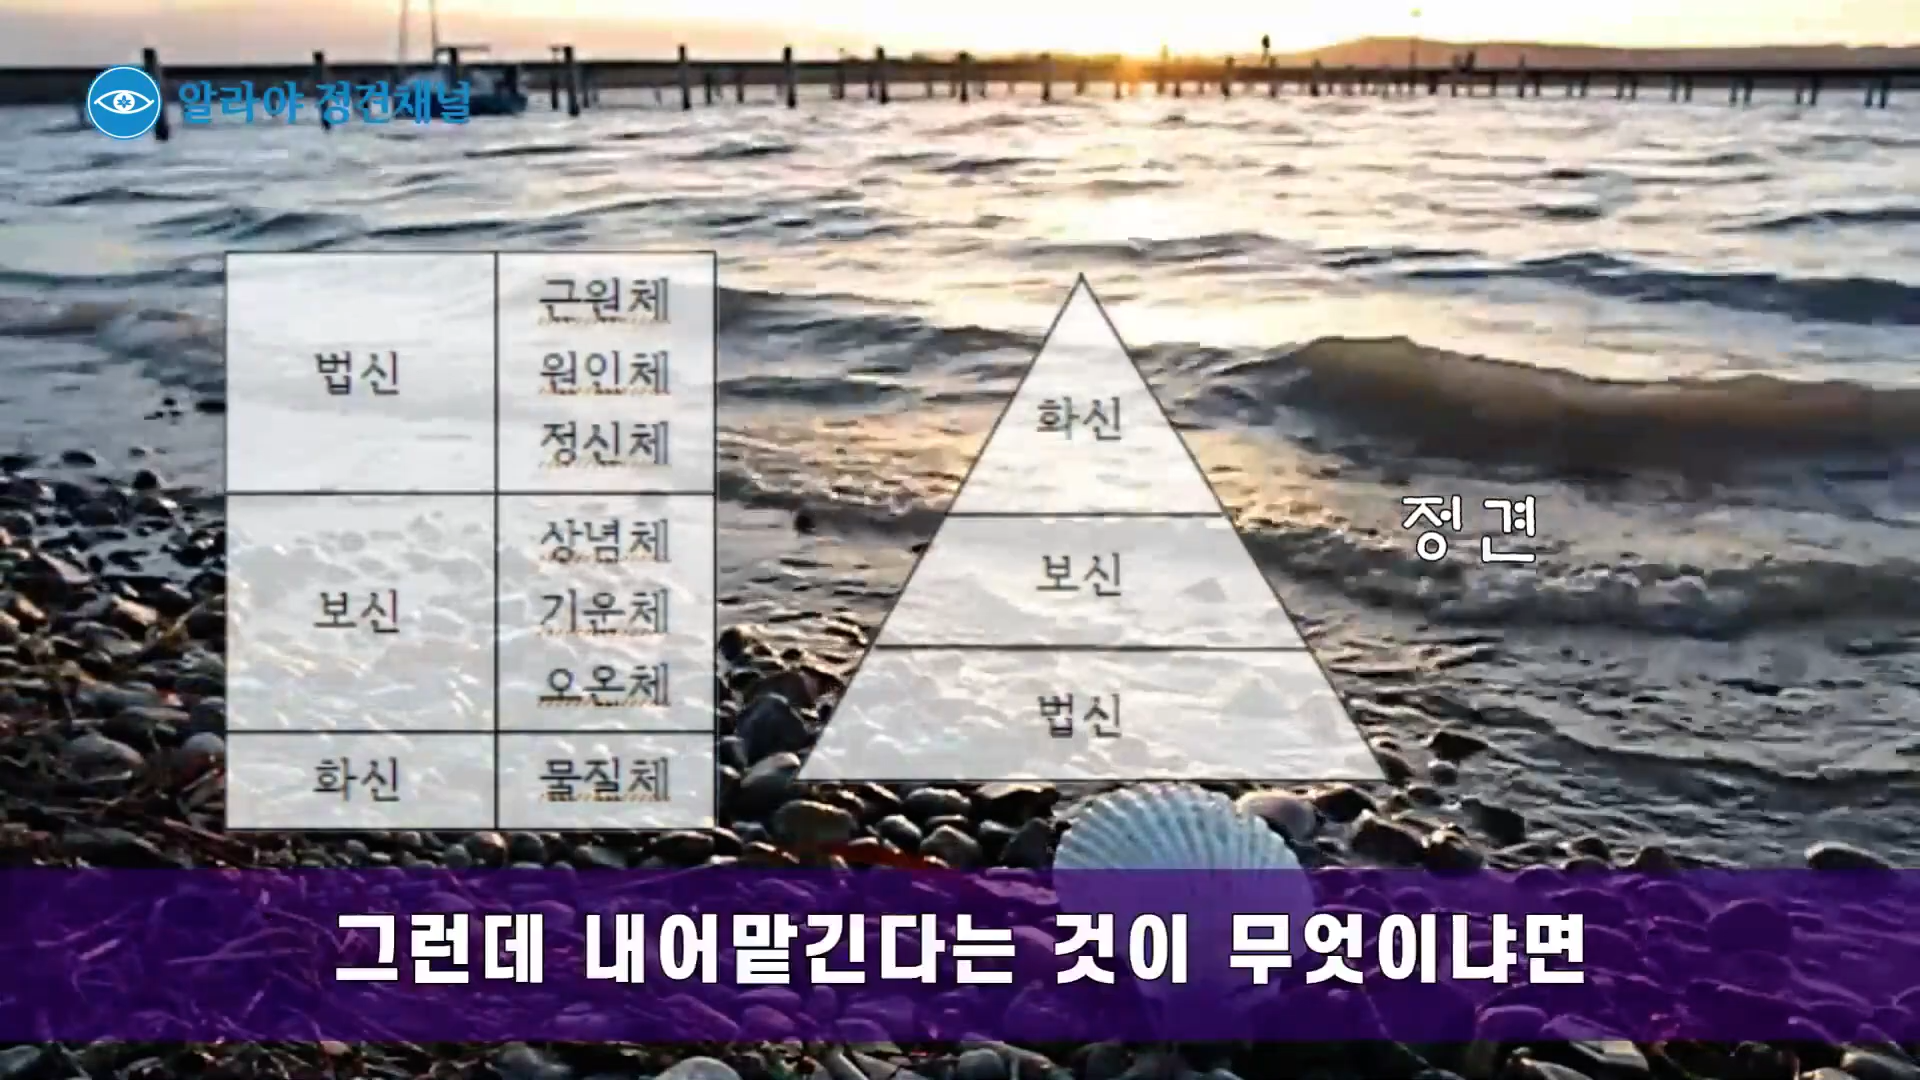 알라야 정견채널
법신
근원체
원인체
정신체
보신
상념체
기운체
오온체
화신
물질체
화신
보신
법신
정견
그런데 내어맡긴다는 것이 무엇이냐면